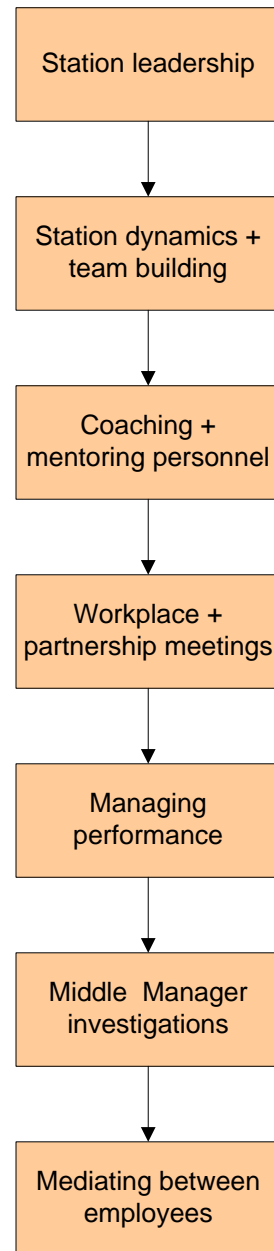 Station leadership
Station dynamics +
team building
Coaching +
mentoring personnel
Workplace +
partnership meetings
Managing
performance
Middle Manager
investigations
Mediating between
employees